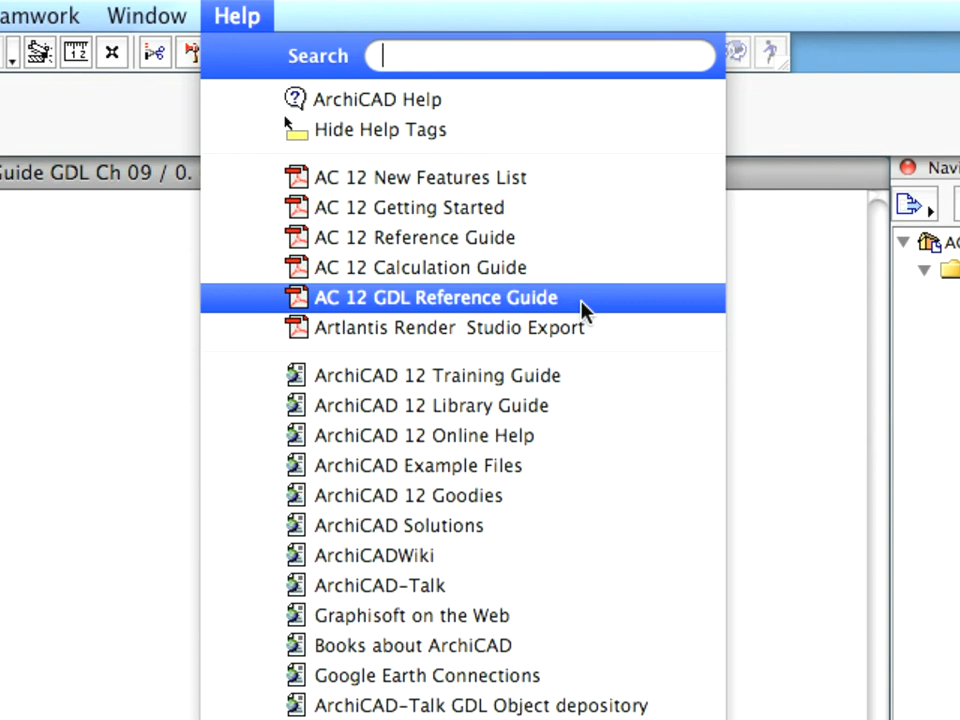 amwork Window Help
Search
ArchiCAD Help
Hide Help Tags
uide GDL Ch 09 / 0.
Navi
AC 12 New Features List
AC 12 Getting Started
AC 12 Reference Guide
AC
AC 12 Calculation Guide
AC 12 GDL Reference Guide
Artlantis Render Studio Export
ArchiCAD 12 Training Guide
ArchiCAD 12 Library Guide
ArchiCAD 12 Online Help
ArchiCAD Example Files
ArchiCAD 12 Goodies
ArchiCAD Solutions
ArchiCADWiki
ArchiCAD-Talk
Graphisoft on the Web
Books about ArchiCAD
Google Earth Connections
ArchiCAD-Talk GDL Object depository